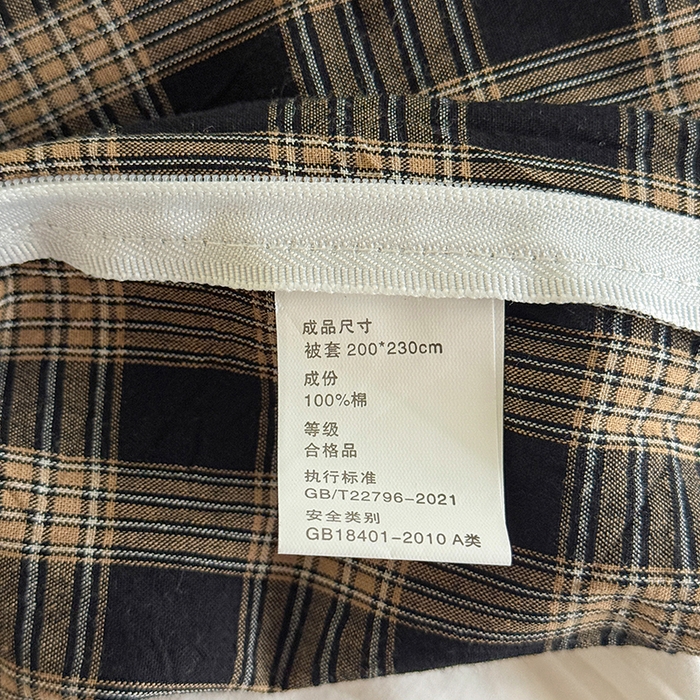 成品尺寸
被套 200*230cm
成份
100%棉
等级
合格品
执行标准
GB/T22796-2021
安全类别
GB18401-2010 A类